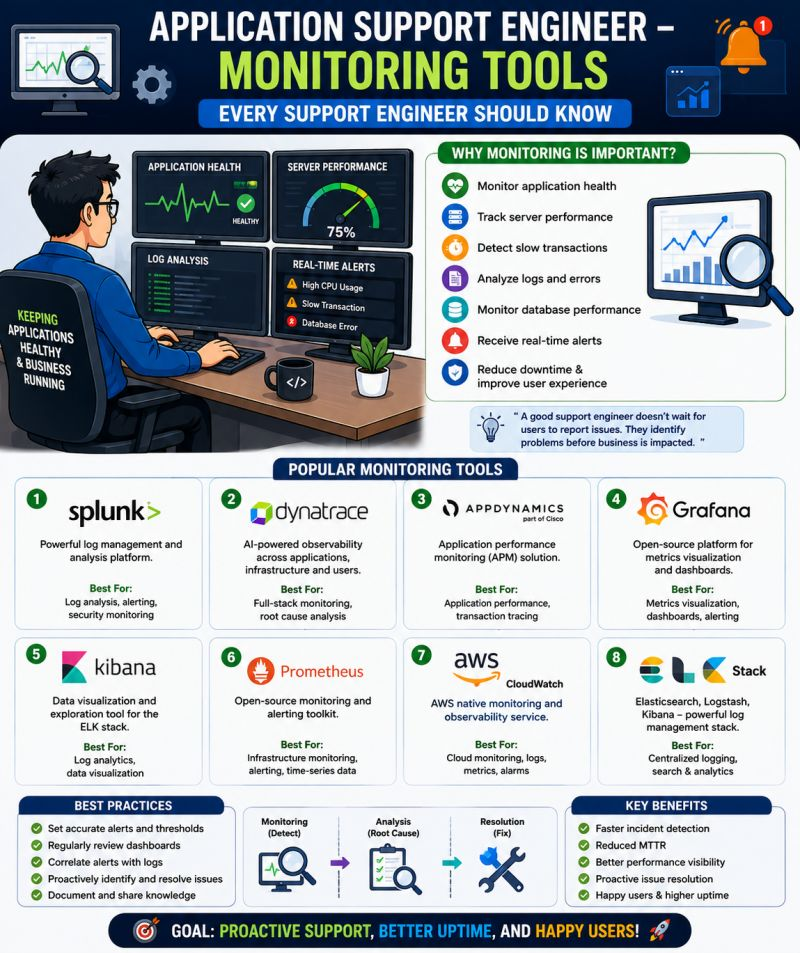 APPLICATION SUPPORT ENGINEER –
MONITORING TOOLS
EVERY SUPPORT ENGINEER SHOULD KNOW
1
APPLICATION HEALTH
HEALTHY
SERVER PERFORMANCE
75%
LOG ANALYSIS
REAL-TIME ALERTS
High CPU Usage
Slow Transaction
Database Error
KEEPING
APPLICATIONS
HEALTHY
& BUSINESS
RUNNING
</>
WHY MONITORING IS IMPORTANT?
Monitor application health
Track server performance
Detect slow transactions
Analyze logs and errors
Monitor database performance
Receive real-time alerts
Reduce downtime &
improve user experience
" A good support engineer doesn't wait for
users to report issues. They identify
problems before business is impacted. "
POPULAR MONITORING TOOLS
1
splunk>
Powerful log management and
analysis platform.
Best For:
Log analysis, alerting,
security monitoring
2
dynatrace
AI-powered observability
across applications,
infrastructure and users.
Best For:
Full-stack monitoring,
root cause analysis
3
APPDYNAMICS
part of Cisco
Application performance
monitoring (APM) solution.
Best For:
Application performance,
transaction tracing
4
Grafana
Open-source platform for
metrics visualization
and dashboards.
Best For:
Metrics visualization,
dashboards, alerting
5
kibana
Data visualization and
exploration tool for the
ELK stack.
Best For:
Log analytics,
data visualization
6
Prometheus
Open-source monitoring and
alerting toolkit.
Best For:
Infrastructure monitoring,
alerting, time-series data
7
aws
CloudWatch
AWS native monitoring and
observability service.
Best For:
Cloud monitoring, logs,
metrics, alarms
8
ELK Stack
Elasticsearch, Logstash,
Kibana – powerful log
management stack.
Best For:
Centralized logging,
search & analytics
BEST PRACTICES
Set accurate alerts and thresholds
Regularly review dashboards
Correlate alerts with logs
Proactively identify and resolve issues
Document and share knowledge
Monitoring
(Detect)
Analysis
(Root Cause)
Resolution
(Fix)
KEY BENEFITS
Faster incident detection
Reduced MTTR
Better performance visibility
Proactive issue resolution
Happy users & higher uptime
GOAL: PROACTIVE SUPPORT, BETTER UPTIME, AND HAPPY USERS!